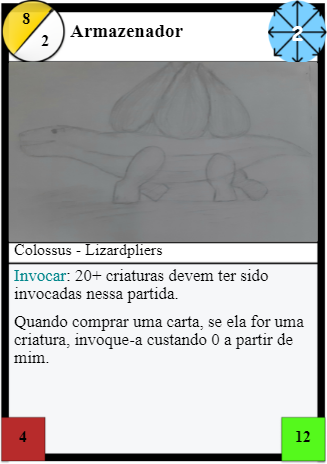 8
2
Armazenador
2
Colossus - Lizardpliers
Invocar: 20+ criaturas devem ter sido
invocadas nessa partida.
Quando comprar uma carta, se ela for uma
criatura, invoque-a custando 0 a partir de
mim.
4
12